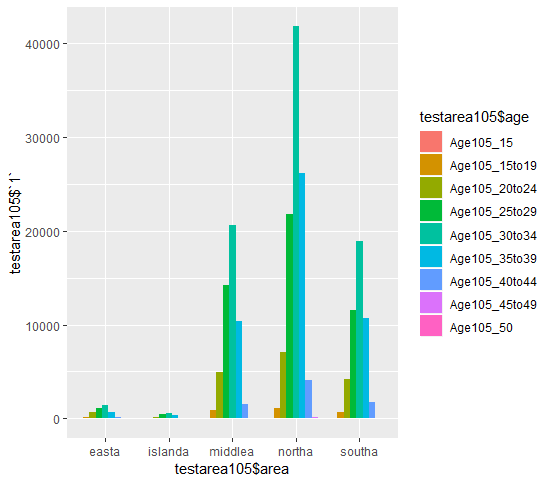 40000
30000
20000
10000
0
testarea105$`1`
easta
islanda
middlea
northa
southa
testarea105$area
testarea105$age
Age105_15
Age105_15to19
Age105_20to24
Age105_25to29
Age105_30to34
Age105_35to39
Age105_40to44
Age105_45to49
Age105_50